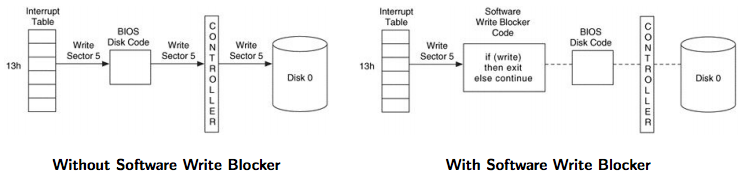 Interrupt
Table
13h
Write
Sector 5
BIOS
Disk Code
Write
Sector 5
CONTROLLER
Write
Sector 5
Disk 0
Without Software Write Blocker
Interrupt
Table
13h
Write
Sector 5
Software
Write Blocker
Code
if (write)
then exit
else continue
BIOS
Disk Code
CONTROLLER
Disk 0
With Software Write Blocker